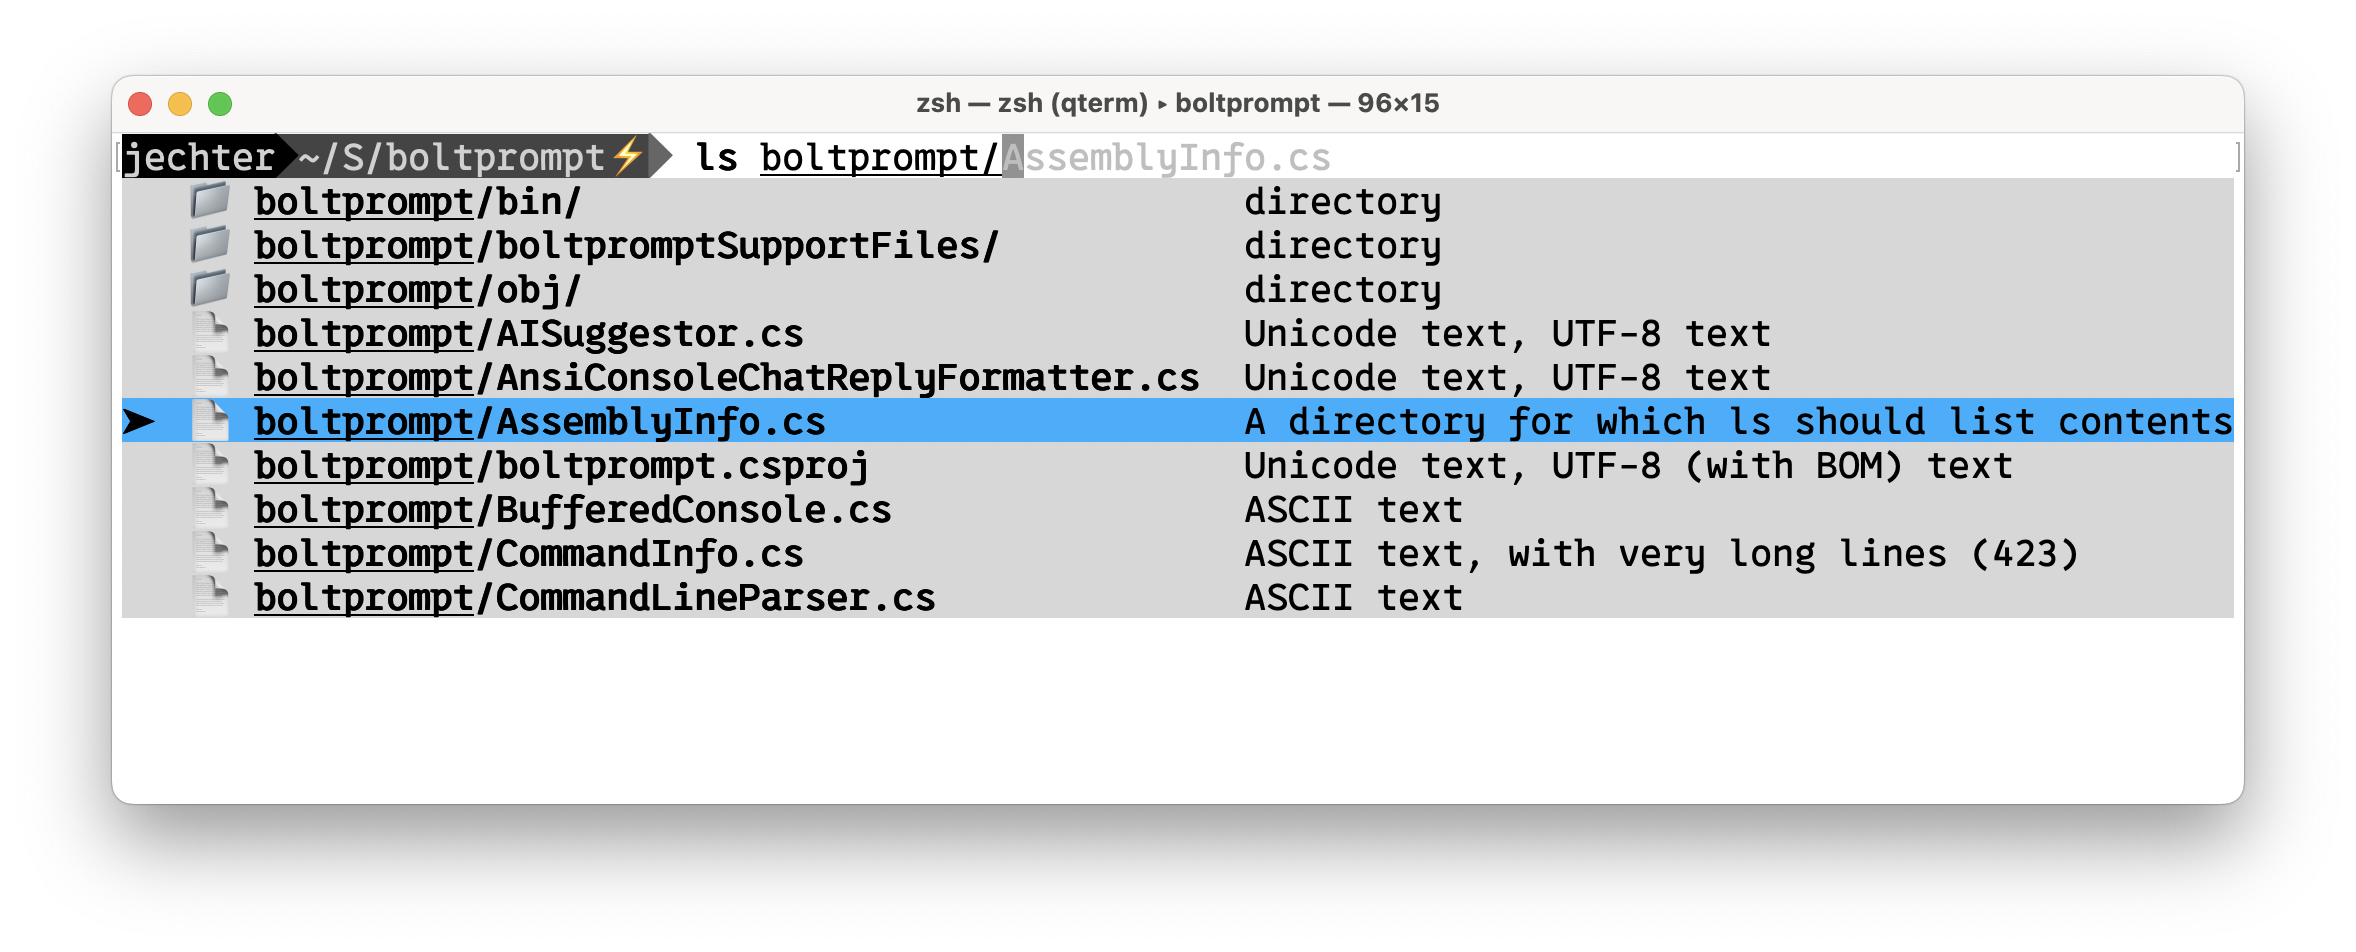 zsh — zsh (qterm) ▸ boltprompt — 96×15
[jechter ~/S/boltprompt⚡ ls boltprompt/AssemblyInfo.cs ]
boltprompt/bin/ directory
boltprompt/boltpromptSupportFiles/ directory
boltprompt/obj/ directory
boltprompt/AISuggestor.cs Unicode text, UTF-8 text
boltprompt/AnsiConsoleChatReplyFormatter.cs Unicode text, UTF-8 text
➤ boltprompt/AssemblyInfo.cs A directory for which ls should list contents
boltprompt/boltprompt.csproj Unicode text, UTF-8 (with BOM) text
boltprompt/BufferedConsole.cs ASCII text
boltprompt/CommandInfo.cs ASCII text, with very long lines (423)
boltprompt/CommandLineParser.cs ASCII text